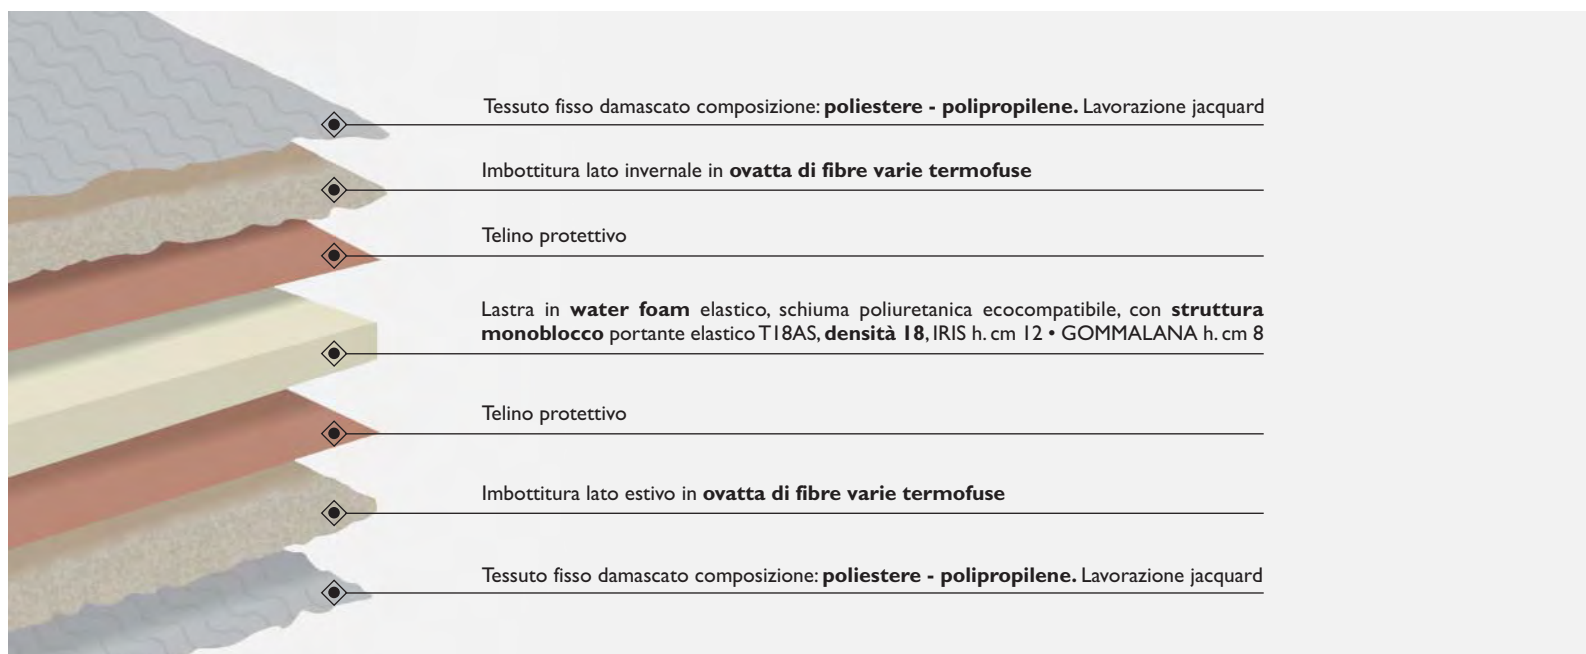 Tessuto fisso damascato composizione: poliestere - polipropilene. Lavorazione jacquard
Imbottitura lato invernale in ovatta di fibre varie termofuse
Telino protettivo
Lastra in water foam elastico, schiuma poliuretanica ecocompatibile, con struttura
monoblocco portante elastico T18AS, densità 18, IRIS h. cm 12 • GOMMALANA h. cm 8
Telino protettivo
Imbottitura lato estivo in ovatta di fibre varie termofuse
Tessuto fisso damascato composizione: poliestere - polipropilene. Lavorazione jacquard